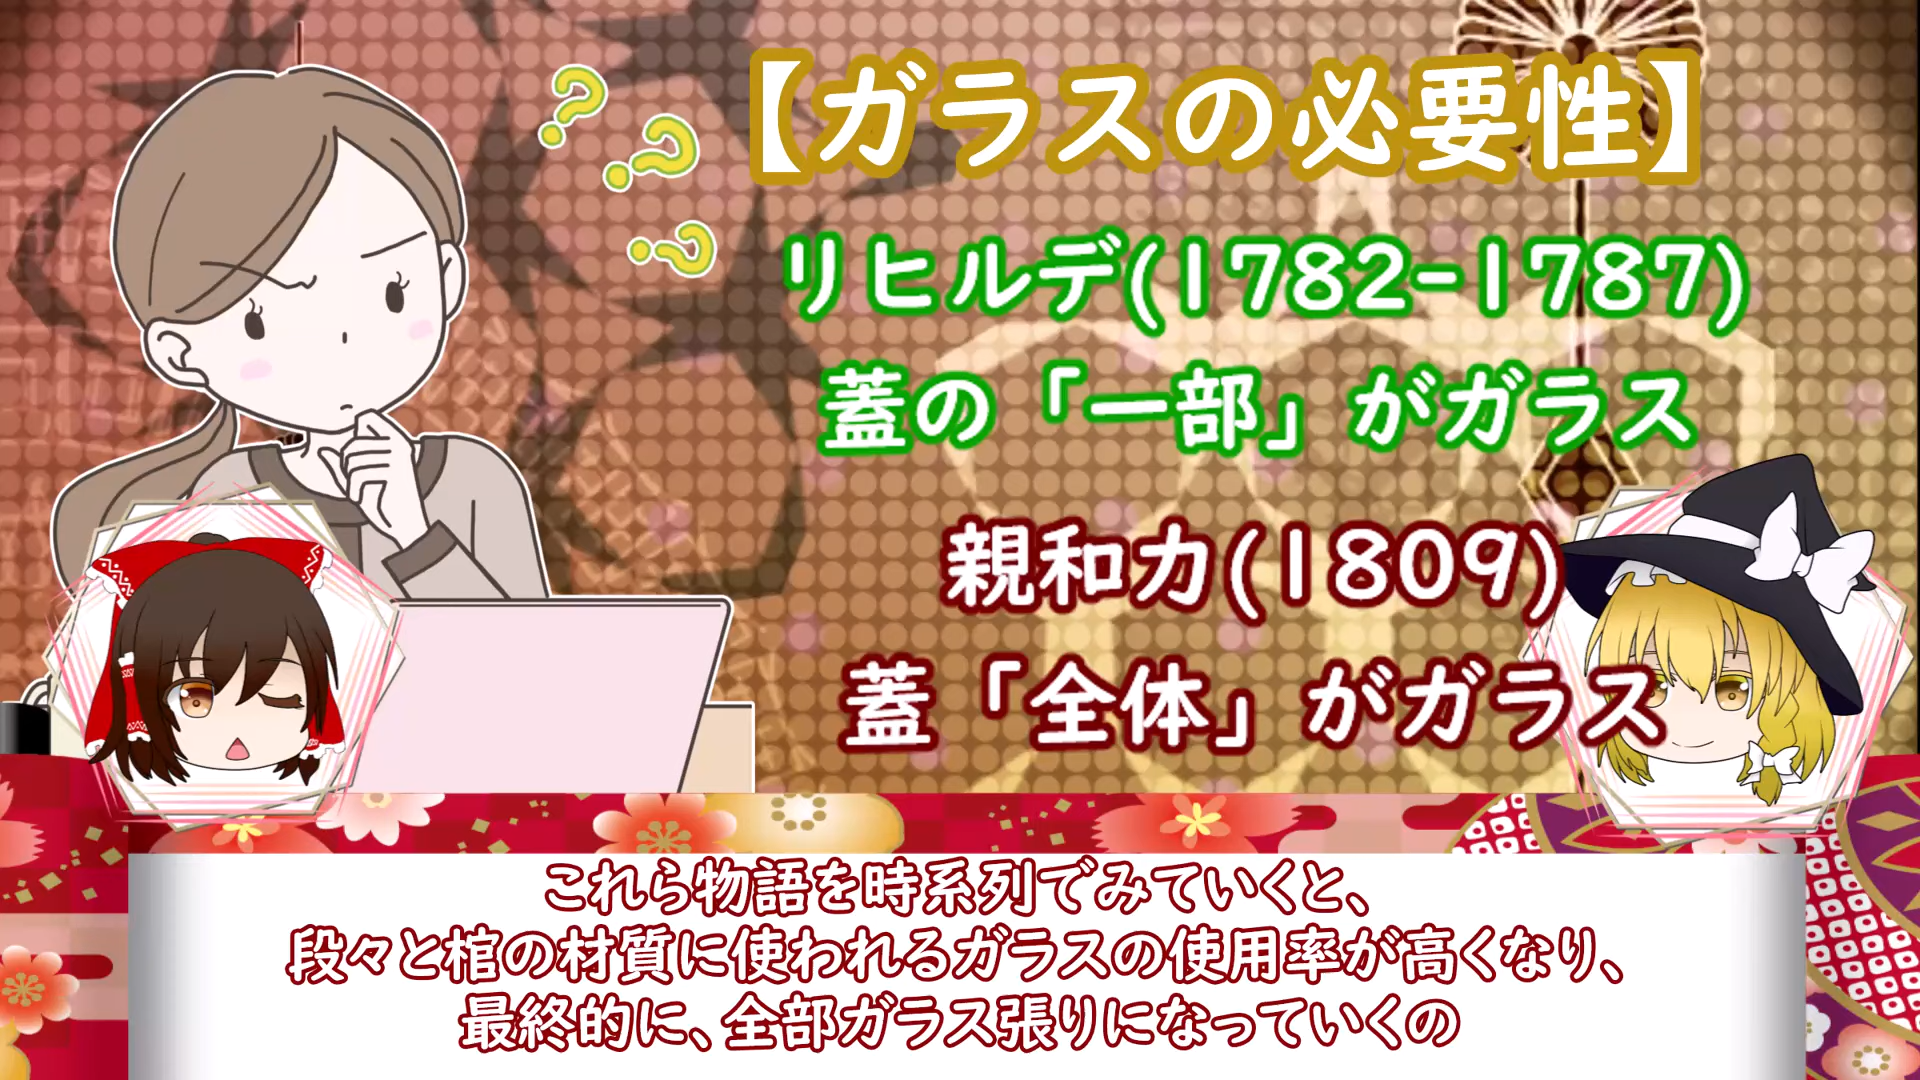 【ガラスの必要性】
リヒルデ(1782-1787)
蓋の「一部」がガラス
親和力(1809)
蓋「全体」がガラス
これら物語を時系列でみていくと、
段々と棺の材質に使われるガラスの使用率が高くなり、
最終的に、全部ガラス張りになっていくの